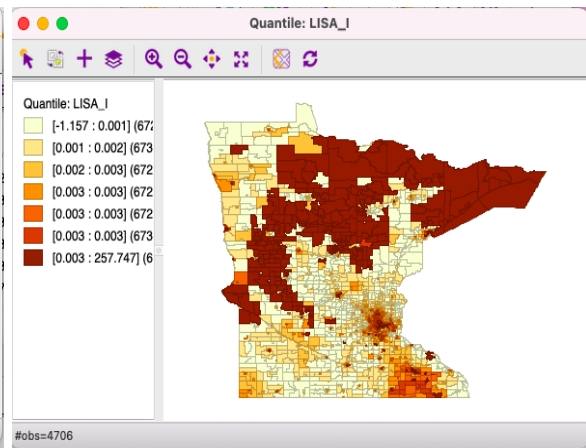 Quantile: LISA_I
Quantile: LISA_I
[-1.157 : 0.001] (672
[0.001 : 0.002] (673
[0.002 : 0.003] (672
[0.003 : 0.003] (672
[0.003 : 0.003] (672
[0.003 : 0.003] (673
[0.003 : 257.747] (6
#obs=4706